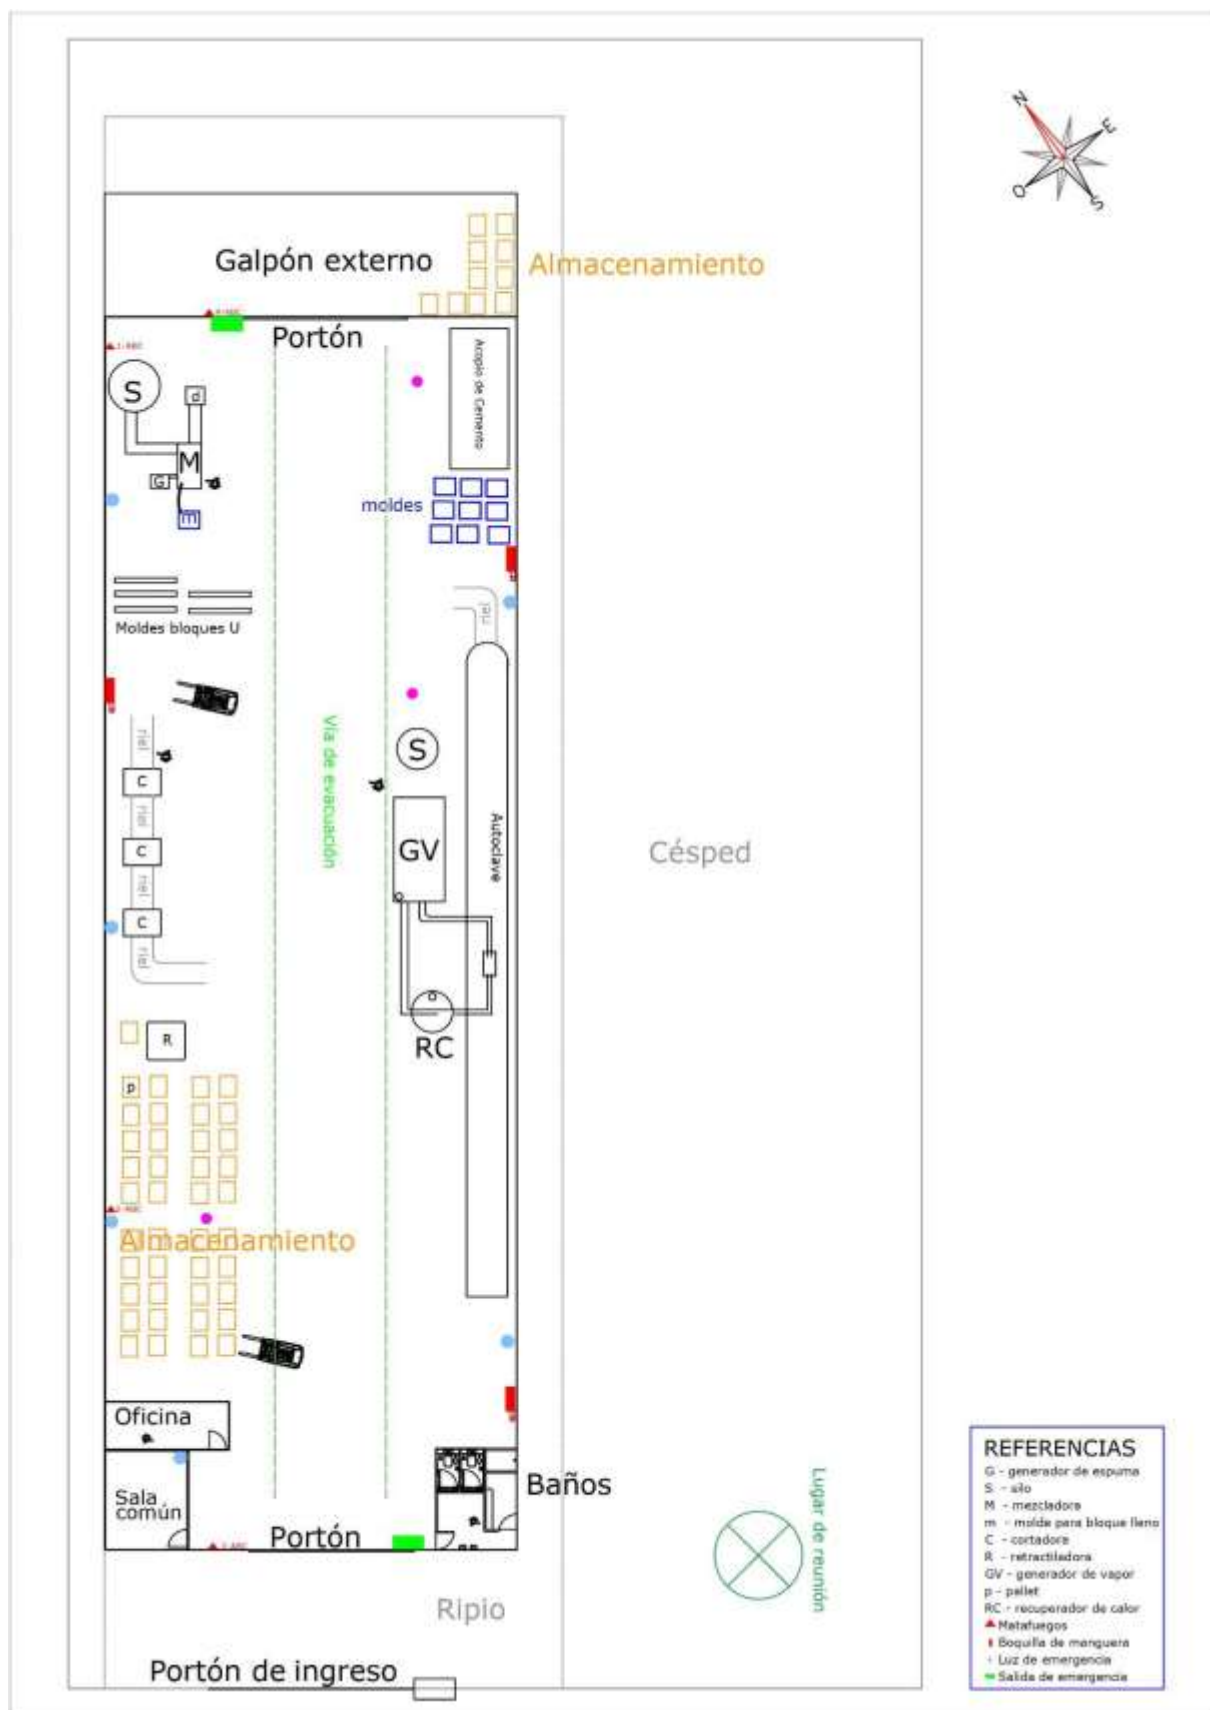 N
E
O
S
Galpón externo
Almacenamiento
Portón
Acopio de Cemento
S
d
M
G
m
moldes
riel
Moldes bloques U
riel
C
riel
C
riel
C
riel
Vía de evacuación
S
GV
Autoclave
RC
Césped
R
p
Almacenamiento
Oficina
Sala
común
Portón
Baños
Lugar de reunión
Ripio
Portón de ingreso
REFERENCIAS
G - generador de espuma
S - silo
M - mezcladora
m - molde para bloque lleno
C - cortadora
R - retractiladora
GV - generador de vapor
p - pallet
RC - recuperador de calor
Matafuegos
Boquilla de manguera
Luz de emergencia
Salida de emergencia